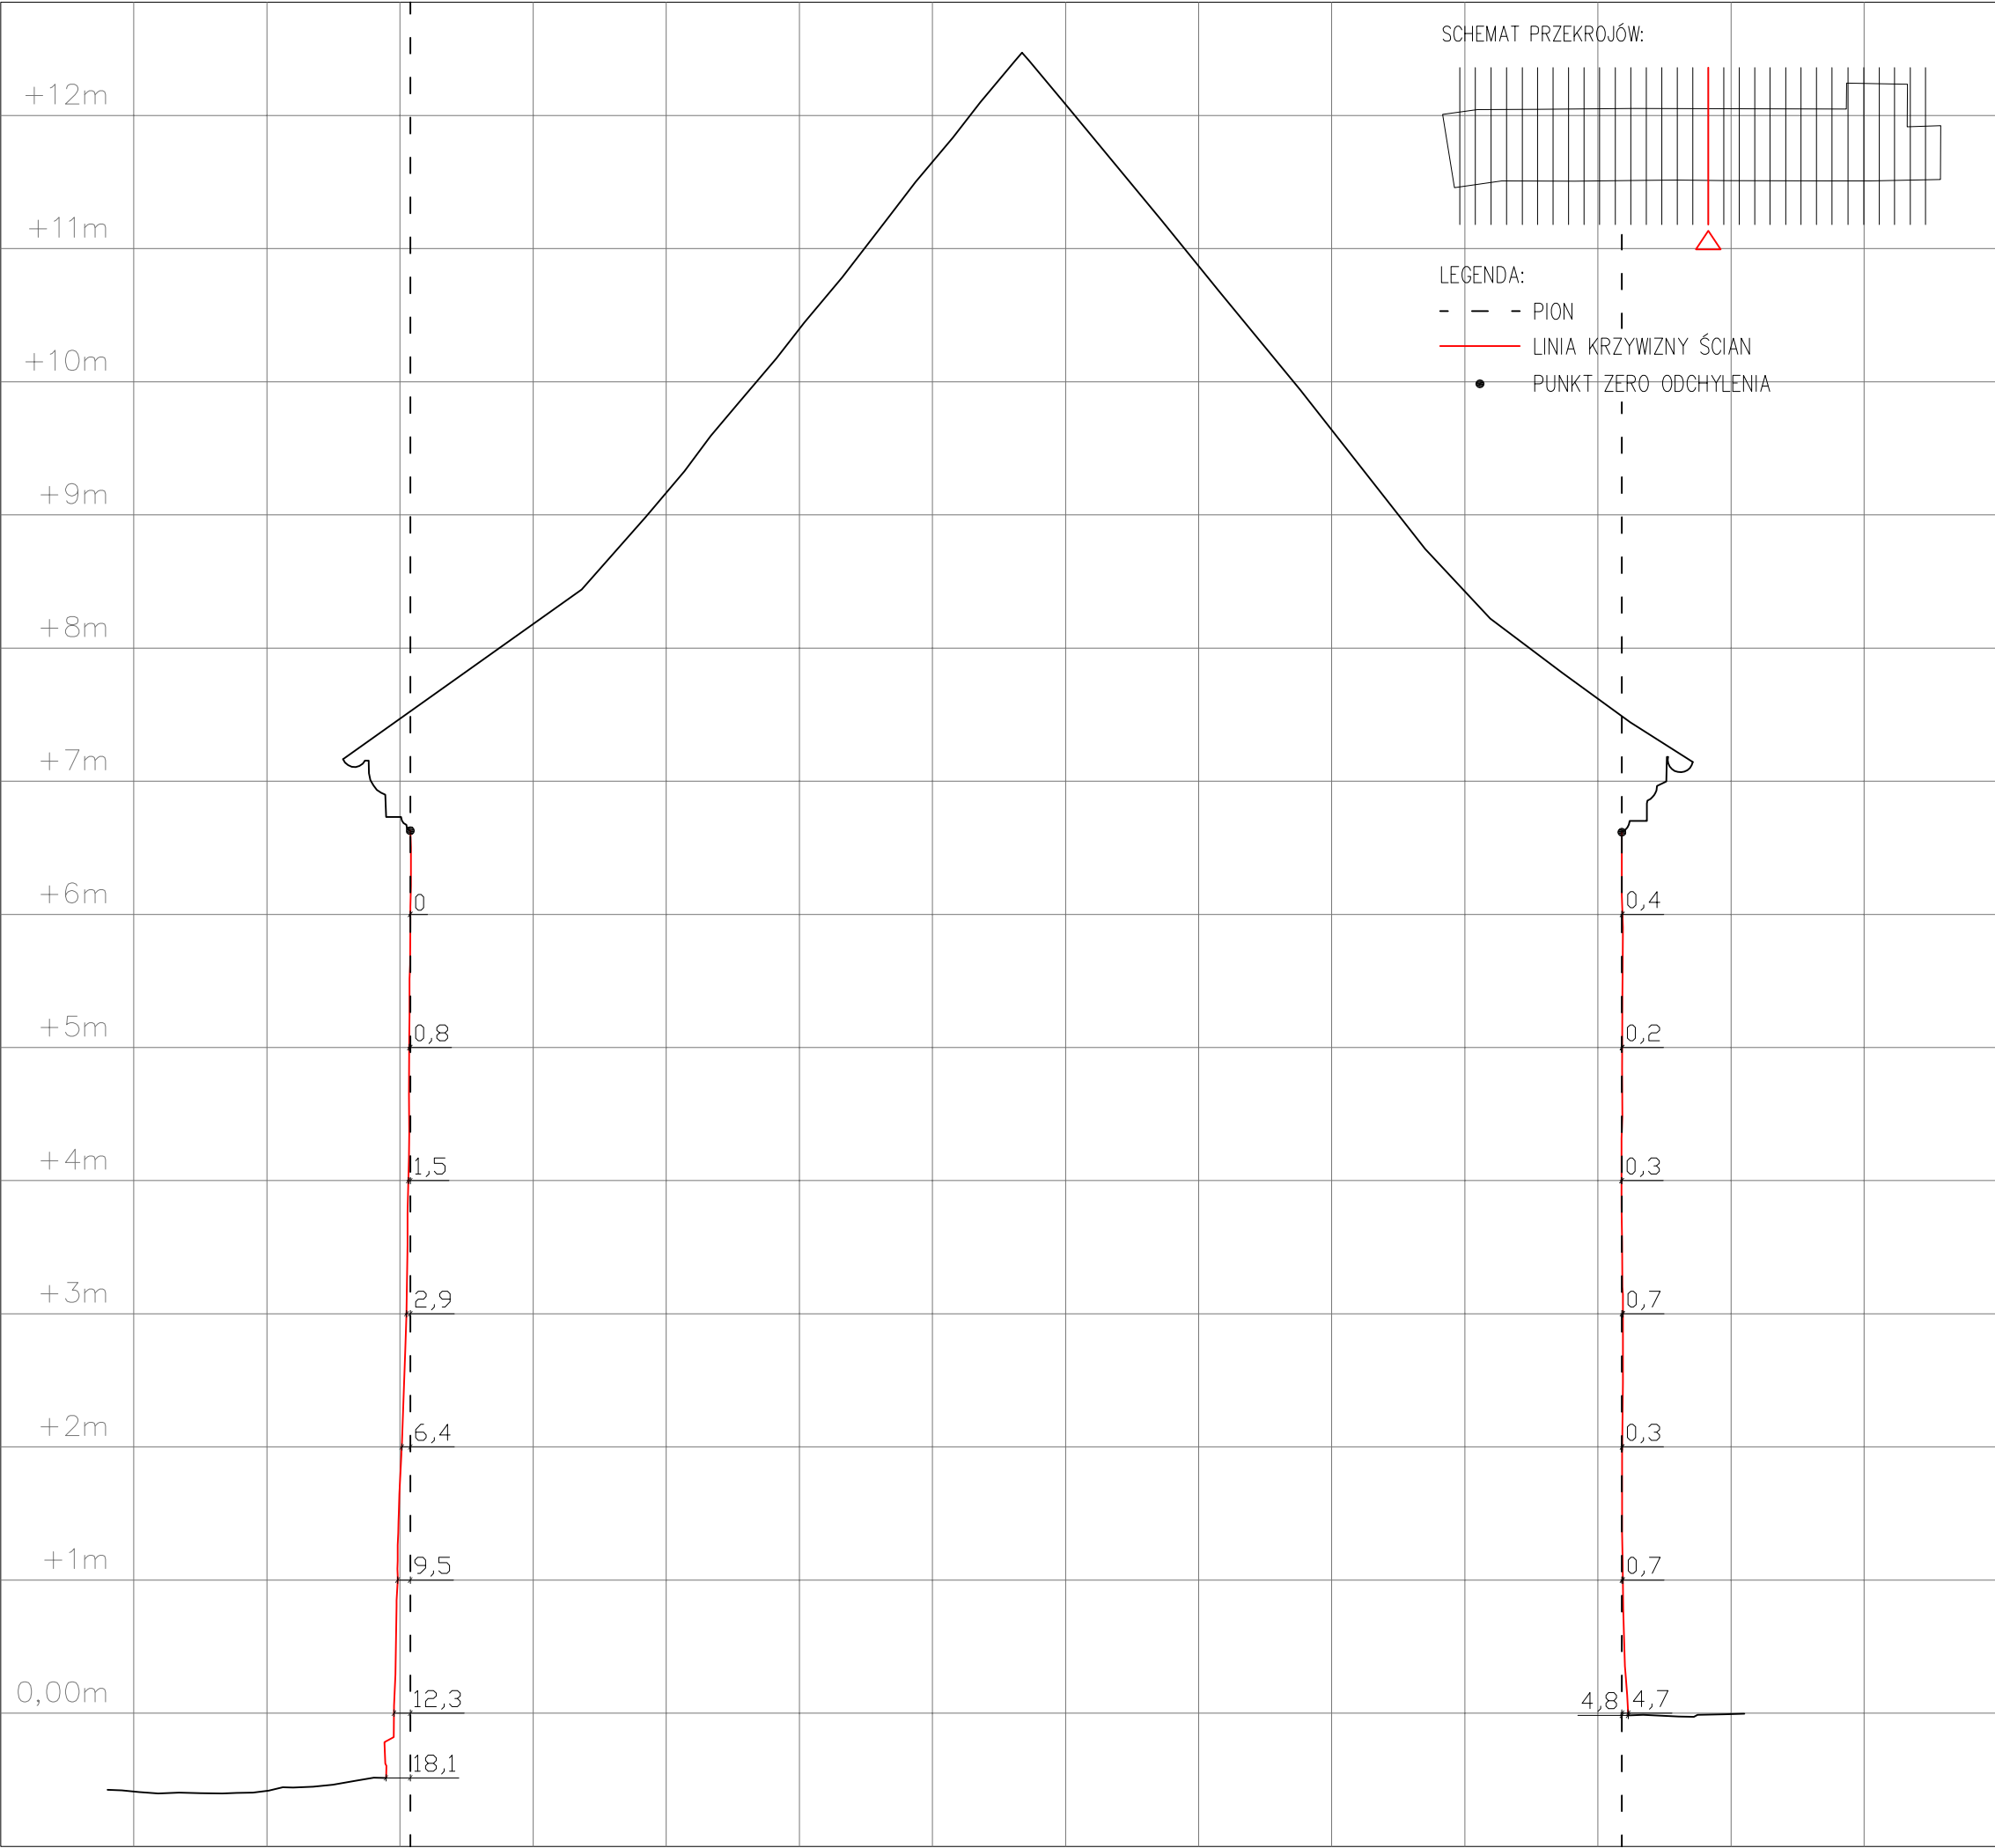 SCHEMAT PRZEKROJÓW:
+12m
+11m
LEGENDA:
PION
LINIA KRZYWIZNY ŚCIAN
+10m
PUNKT ZERO ODCHYLENIA
+9m
+8m
+7m
+6m 0 0,4
+5m 0,8 0,2
+4m 1,5 0,3
+3m 2,9 0,7
+2m 6,4 0,3
+1m 9,5 0,7
0,00m 12,3 4,8 4,7
18,1